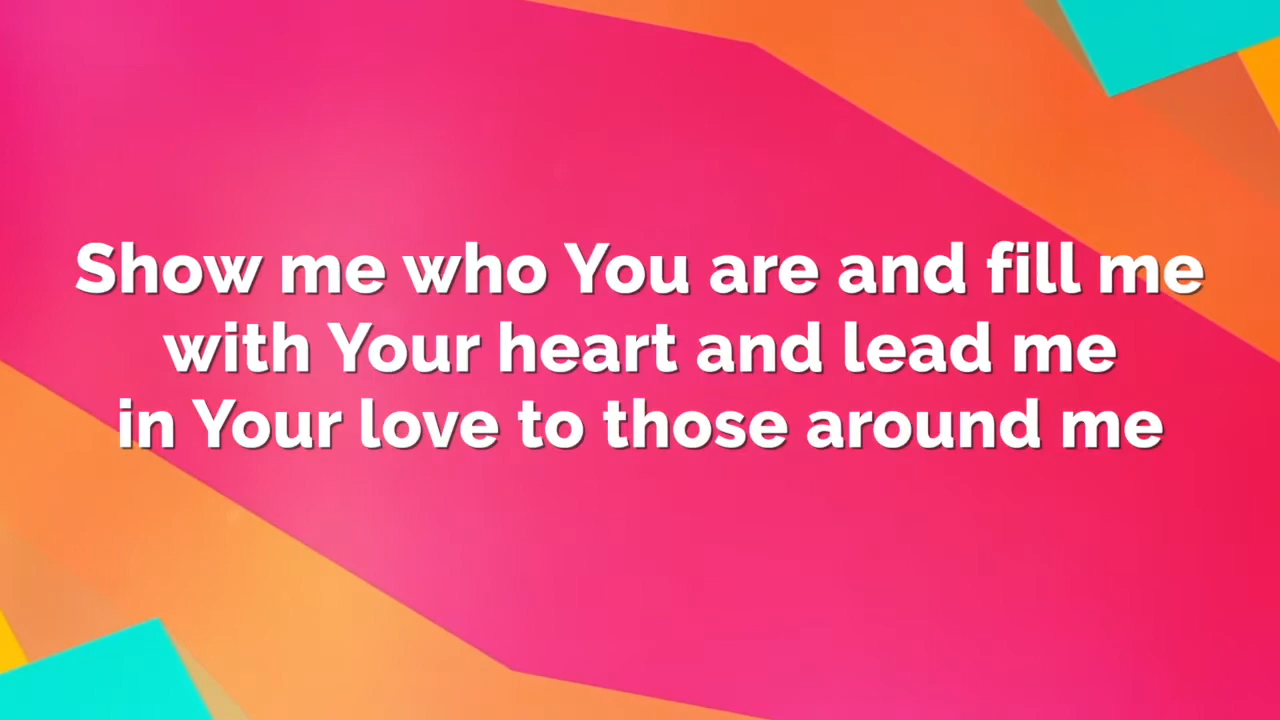 Show me who You are and fill me
with Your heart and lead me
in Your love to those around me